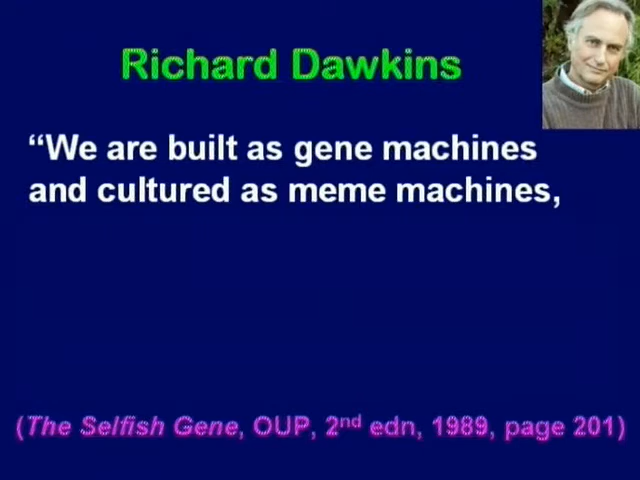 Richard Dawkins
“We are built as gene machines
and cultured as meme machines,
(The Selfish Gene, OUP, 2nd edn, 1989, page 201)